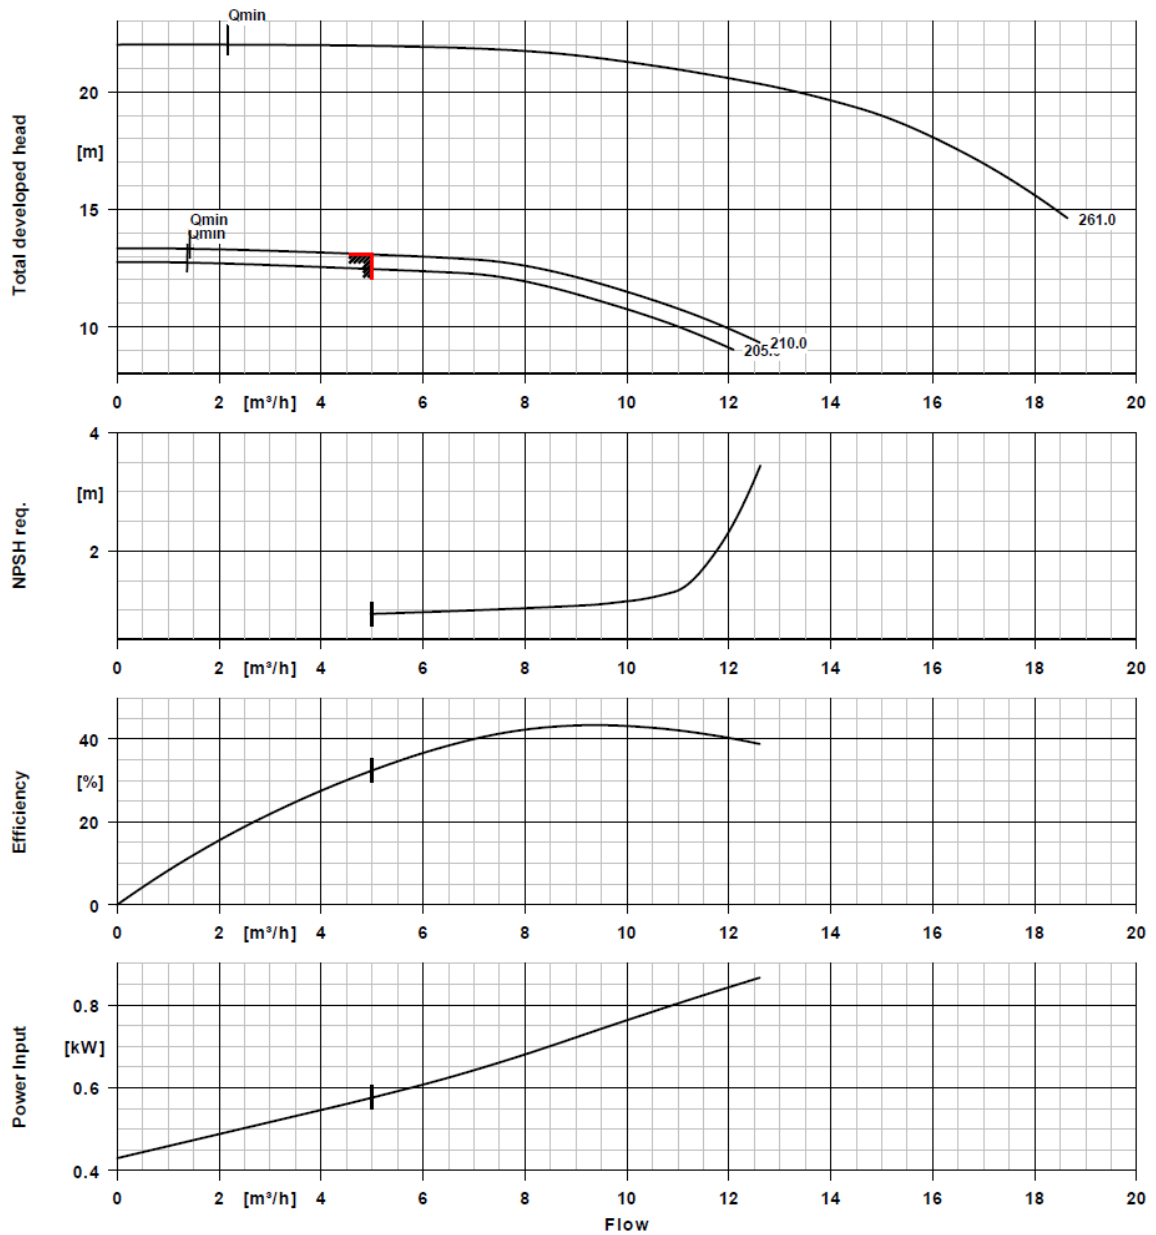 Qmin
20
[m]
Total developed head
15
261.0
Qmin
Qmin
10
210.0
205.
0 2 [m³/h] 4 6 8 10 12 14 16 18 20
4
[m]
NPSH req.
2
0 2 [m³/h] 4 6 8 10 12 14 16 18 20
40
[%]
Efficiency
20
0
0 2 [m³/h] 4 6 8 10 12 14 16 18 20
0.8
[kW]
Power Input
0.6
0.4
0 2 [m³/h] 4 6 8 10 12 14 16 18 20
Flow